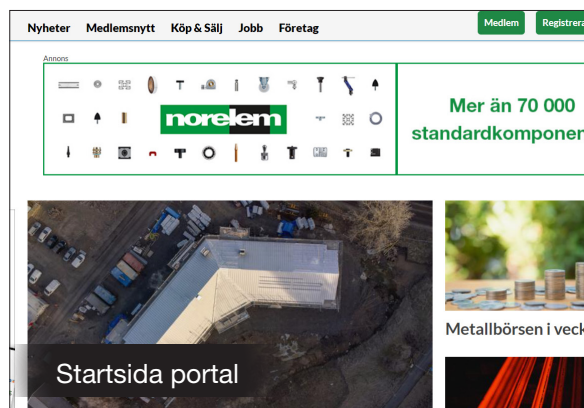 Nyheter Medlemsnytt Köp & Sälj Jobb Företag Medlem Registrera
Annons
norelem
Mer än 70 000
standardkomponen
Metallbörsen i veck
Startsida portal